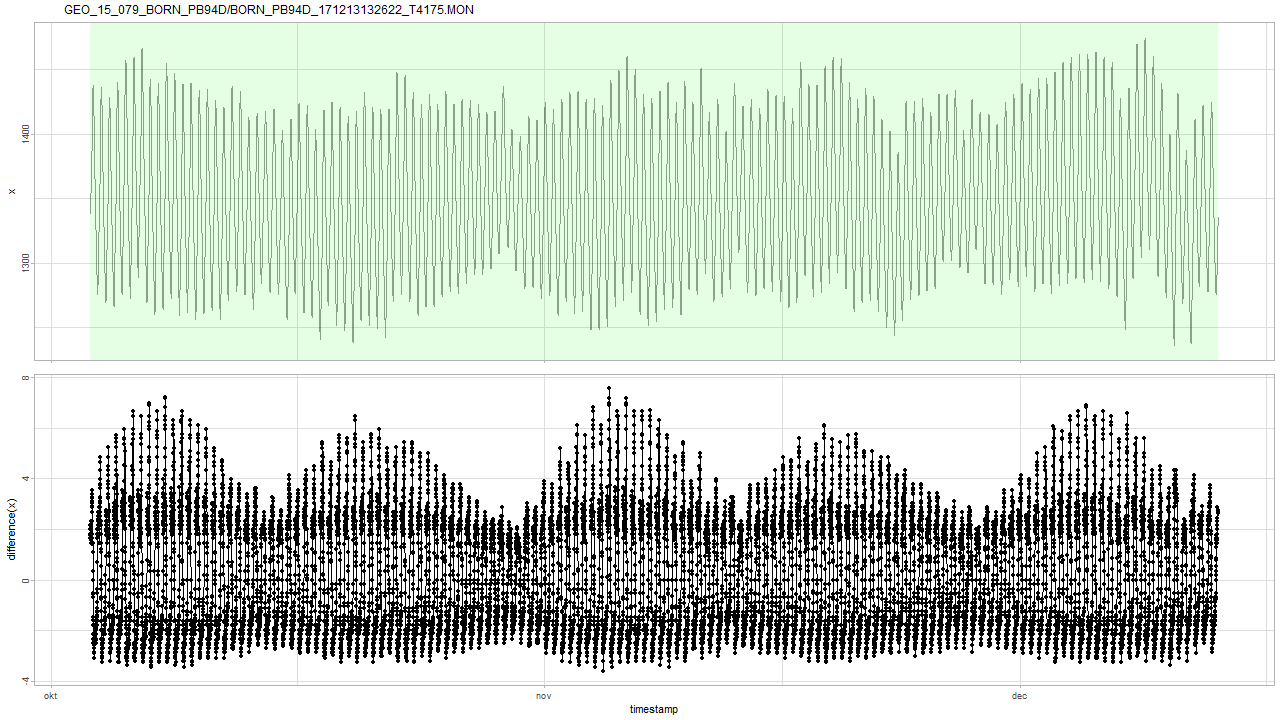 GEO_15_079_BORN_PB94D/BORN_PB94D_171213132622_T4175.MON
x
1400
1300
difference(x)
8
4
0
-4
okt
nov
dec
timestamp